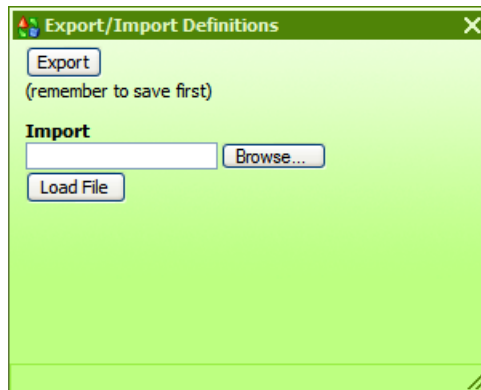 Export/Import Definitions
Export
(remember to save first)
Import
Browse...
Load File